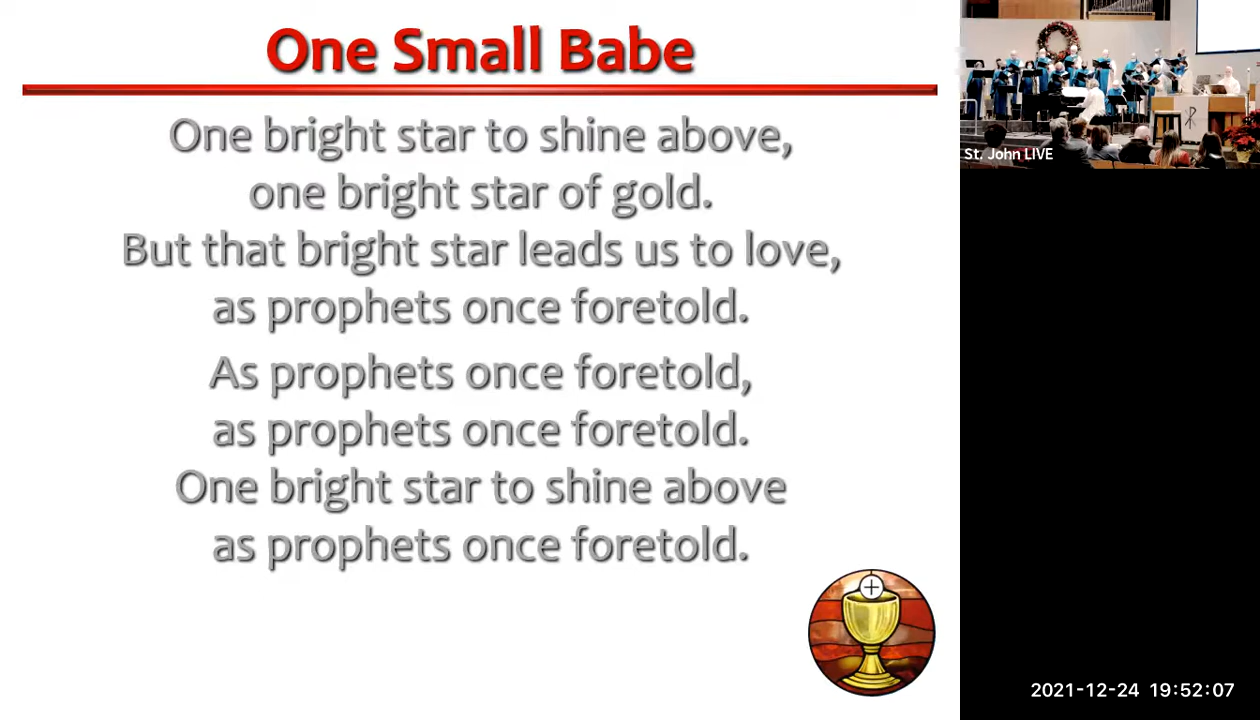 One Small Babe
One bright star to shine above,
one bright star of gold.
But that bright star leads us to love,
as prophets once foretold.
As prophets once foretold,
as prophets once foretold.
One bright star to shine above
as prophets once foretold.
St. John LIVE
2021-12-24 19:52:07